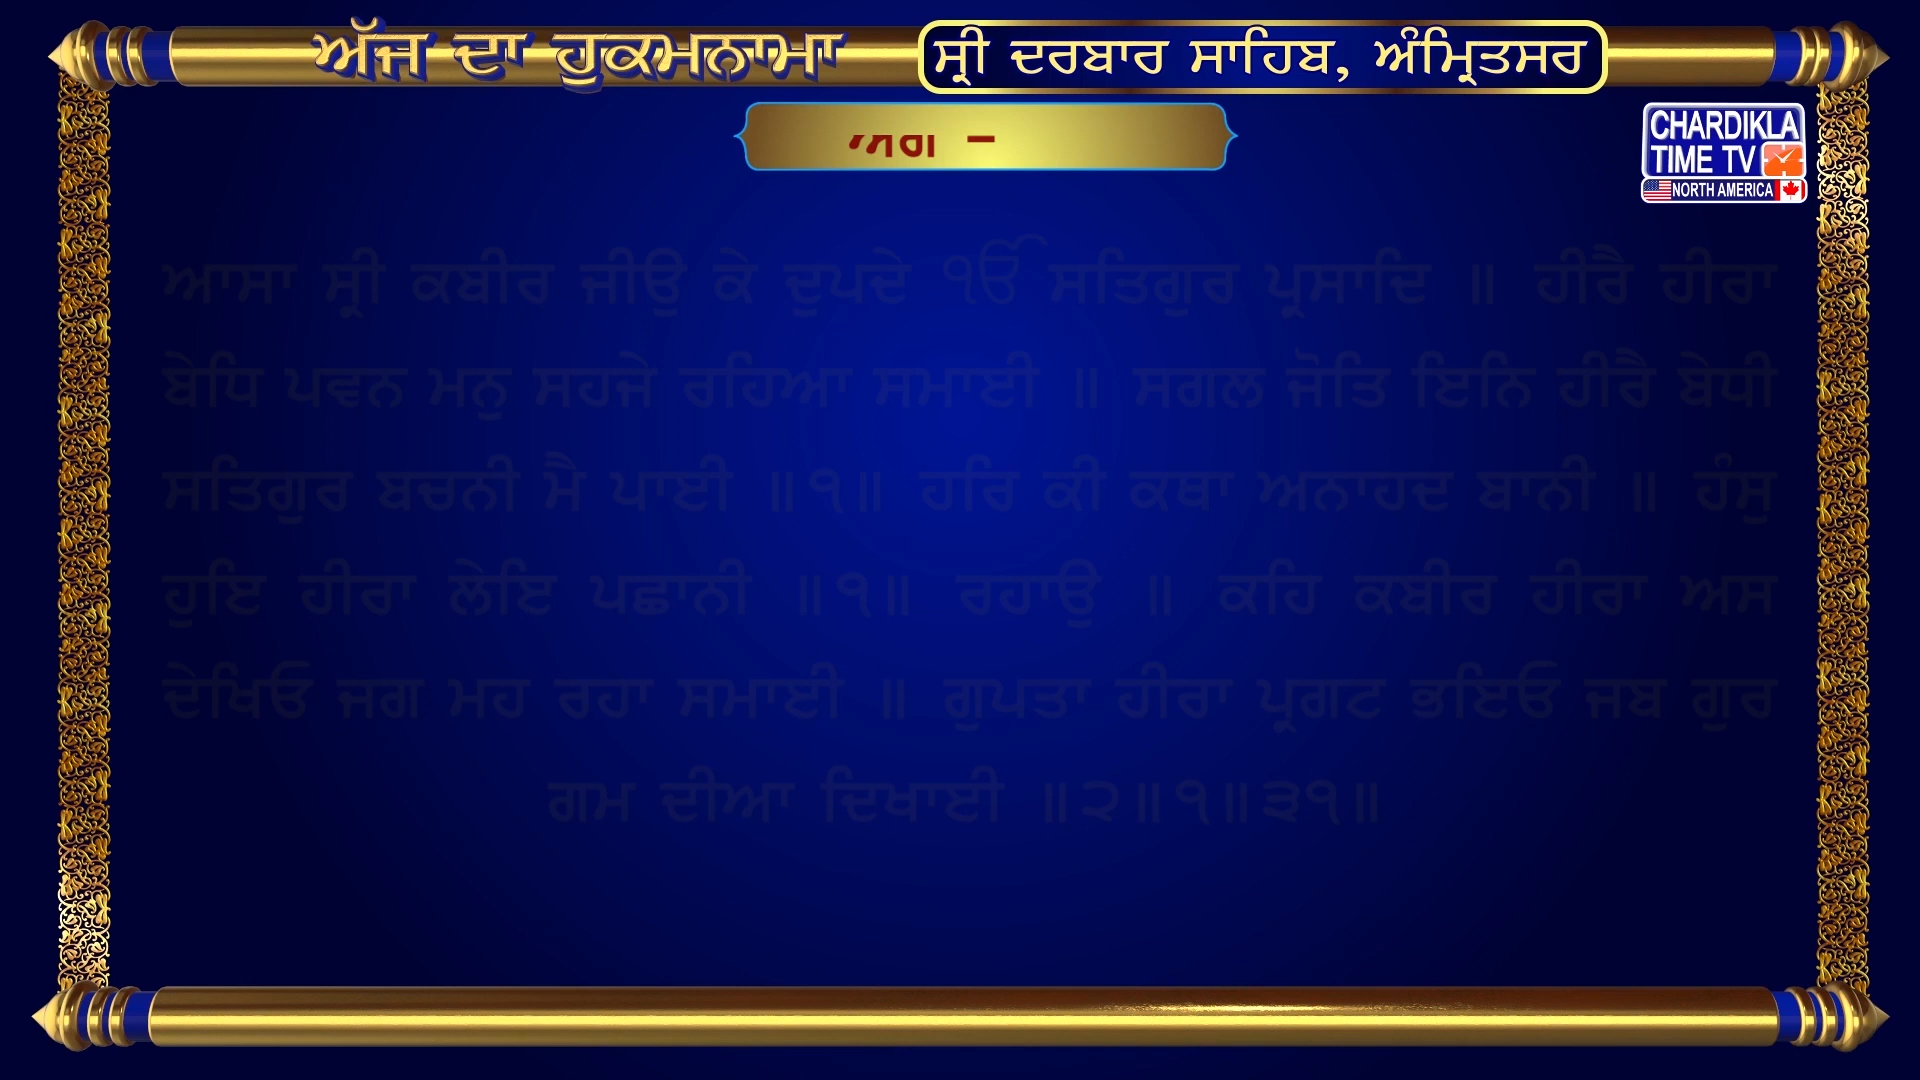 ਅੱਜ ਦਾ ਹੁਕਮਨਾਮਾ
ਸ੍ਰੀ ਦਰਬਾਰ ਸਾਹਿਬ, ਅੰਮ੍ਰਿਤਸਰ
CHARDIKLA
TIME TV
NORTH AMERICA
ਆਸਾ ਸ੍ਰੀ ਕਬੀਰ ਜੀਉ ਕੇ ਦੁਪਦੇ ੴ ਸਤਿਗੁਰ ਪ੍ਰਸਾਦਿ ॥ ਹੀਰੈ ਹੀਰਾ
ਬੇਧਿ ਪਵਨ ਮਨੁ ਸਹਜੇ ਰਹਿਆ ਸਮਾਈ ॥ ਸਗਲ ਜੋਤਿ ਇਨਿ ਹੀਰੈ ਬੇਧੀ
ਸਤਿਗੁਰ ਬਚਨੀ ਮੈ ਪਾਈ ॥੧॥ ਹਰਿ ਕੀ ਕਥਾ ਅਨਾਹਦ ਬਾਨੀ ॥ ਹੰਸੁ
ਹੁਇ ਹੀਰਾ ਲੇਇ ਪਛਾਨੀ ॥੧॥ ਰਹਾਉ ॥ ਕਹਿ ਕਬੀਰ ਹੀਰਾ ਅਸ
ਦੇਖਿਓ ਜਗ ਮਹ ਰਹਾ ਸਮਾਈ ॥ ਗੁਪਤਾ ਹੀਰਾ ਪ੍ਰਗਟ ਭਇਓ ਜਬ ਗੁਰ
ਗਮ ਦੀਆ ਦਿਖਾਈ ॥੨॥੧॥੩੧॥